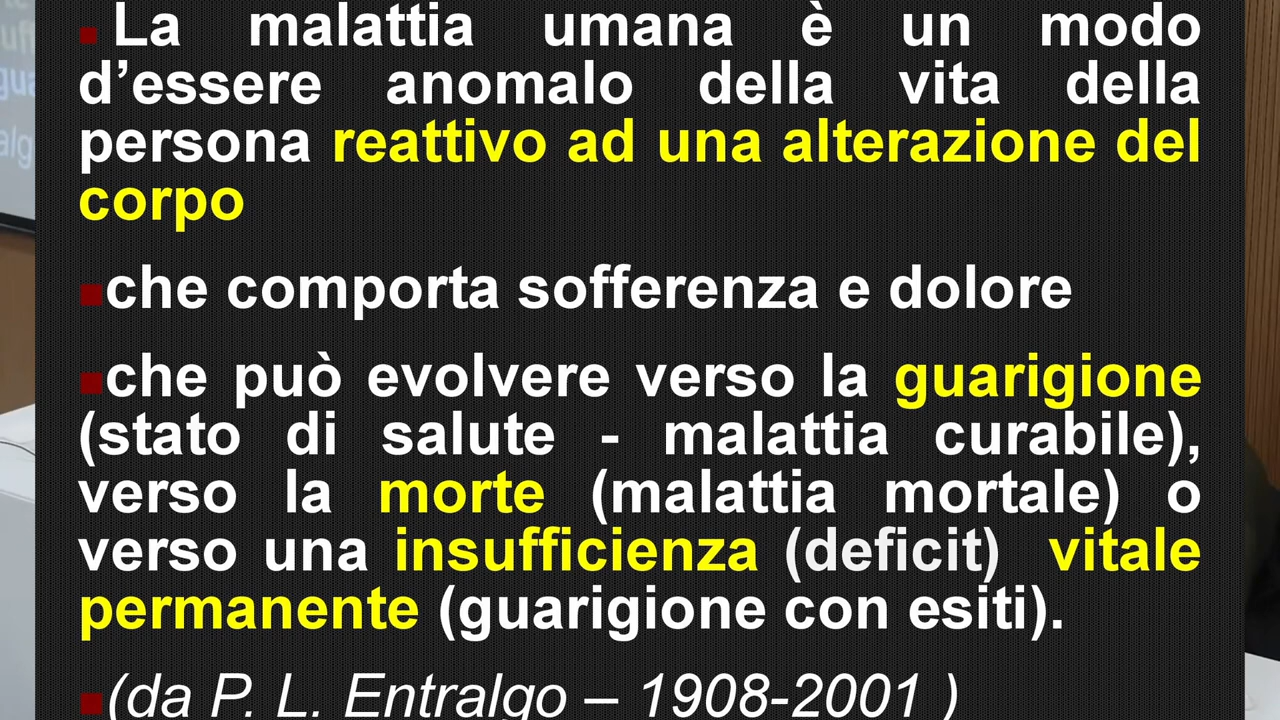 La malattia umana è un modo
d’essere anomalo della vita della
persona reattivo ad una alterazione del
corpo
che comporta sofferenza e dolore
che può evolvere verso la guarigione
(stato di salute - malattia curabile),
verso la morte (malattia mortale) o
verso una insufficienza (deficit) vitale
permanente (guarigione con esiti).
(da P. L. Entralgo – 1908-2001 )